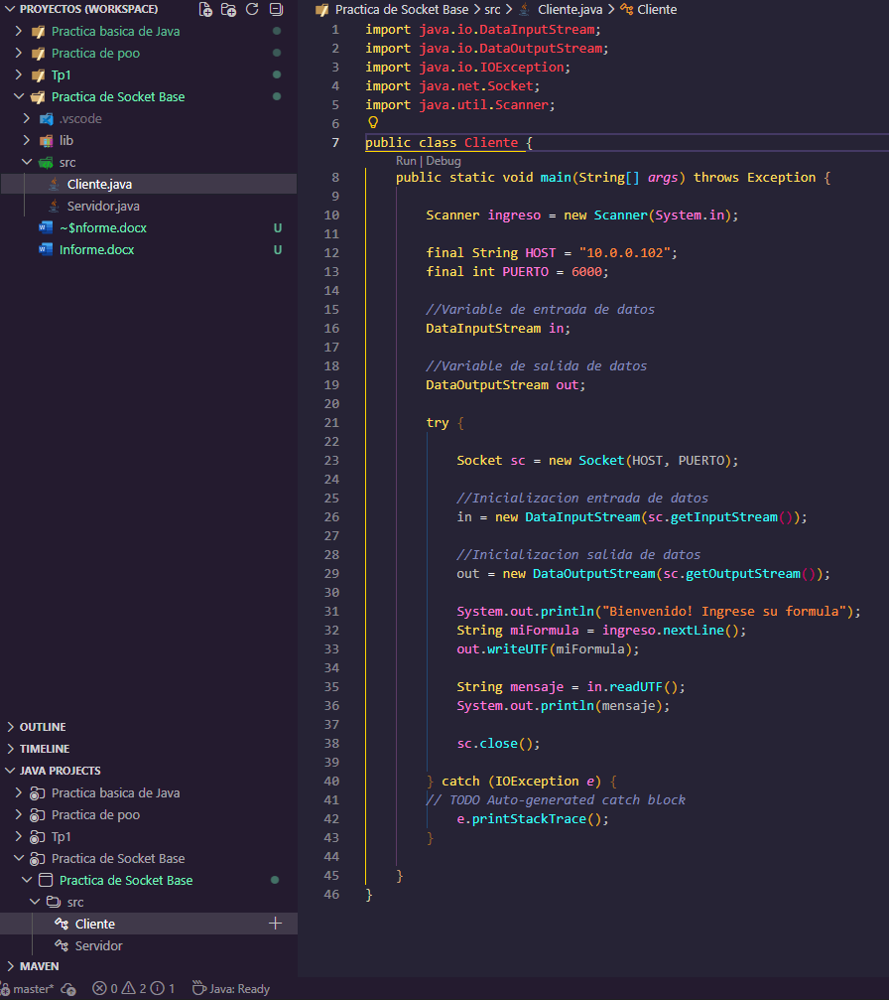 PROYECTOS (WORKSPACE)
Practica basica de Java
Practica de poo
Tp1
Practica de Socket Base
.vscode
lib
src
Cliente.java
Servidor.java
~$nforme.docx U
Informe.docx U
OUTLINE
TIMELINE
JAVA PROJECTS
Practica basica de Java
Practica de poo
Tp1
Practica de Socket Base
Practica de Socket Base
src
Cliente
Servidor
MAVEN
Practica de Socket Base > src > Cliente.java > Cliente
1 import java.io.DataInputStream;
2 import java.io.DataOutputStream;
3 import java.io.IOException;
4 import java.net.Socket;
5 import java.util.Scanner;
6
7 public class Cliente {
Run | Debug
8 public static void main(String[] args) throws Exception {
9
10 Scanner ingreso = new Scanner(System.in);
11
12 final String HOST = "10.0.0.102";
13 final int PUERTO = 6000;
14
15 //Variable de entrada de datos
16 DataInputStream in;
17
18 //Variable de salida de datos
19 DataOutputStream out;
20
21 try {
22
23 Socket sc = new Socket(HOST, PUERTO);
24
25 //Inicializacion entrada de datos
26 in = new DataInputStream(sc.getInputStream());
27
28 //Inicializacion salida de datos
29 out = new DataOutputStream(sc.getOutputStream());
30
31 System.out.println("Bienvenido! Ingrese su formula");
32 String miFormula = ingreso.nextLine();
33 out.writeUTF(miFormula);
34
35 String mensaje = in.readUTF();
36 System.out.println(mensaje);
37
38 sc.close();
39
40 } catch (IOException e) {
41 // TODO Auto-generated catch block
42 e.printStackTrace();
43 }
44
45 }
46 }
master* 0 2 1 Java: Ready